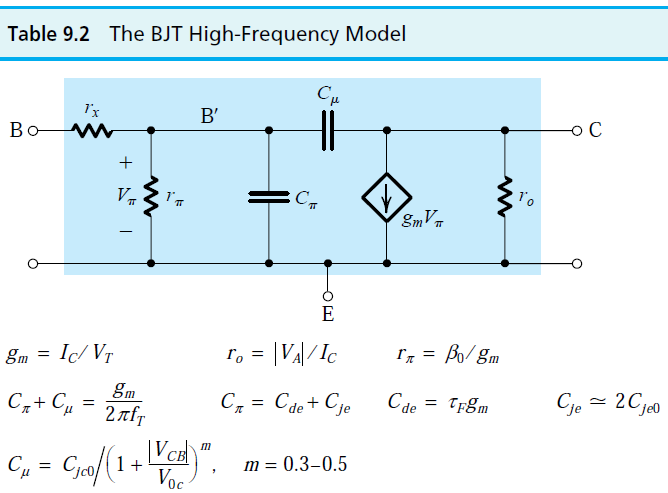 Table 9.2 The BJT High-Frequency Model
Cμ
rx
B'
B
C
+
Vπ
rπ
Cπ
gmVπ
ro
−
E
gm = IC/VT
ro = |VA|/IC
rπ = β0/gm
Cπ + Cμ = gm / 2πfT
Cπ = Cde + Cje
Cde = τFgm
Cje ≃ 2Cje0
Cμ = Cjc0/(1 + |VCB|/V0c)^m, m = 0.3–0.5